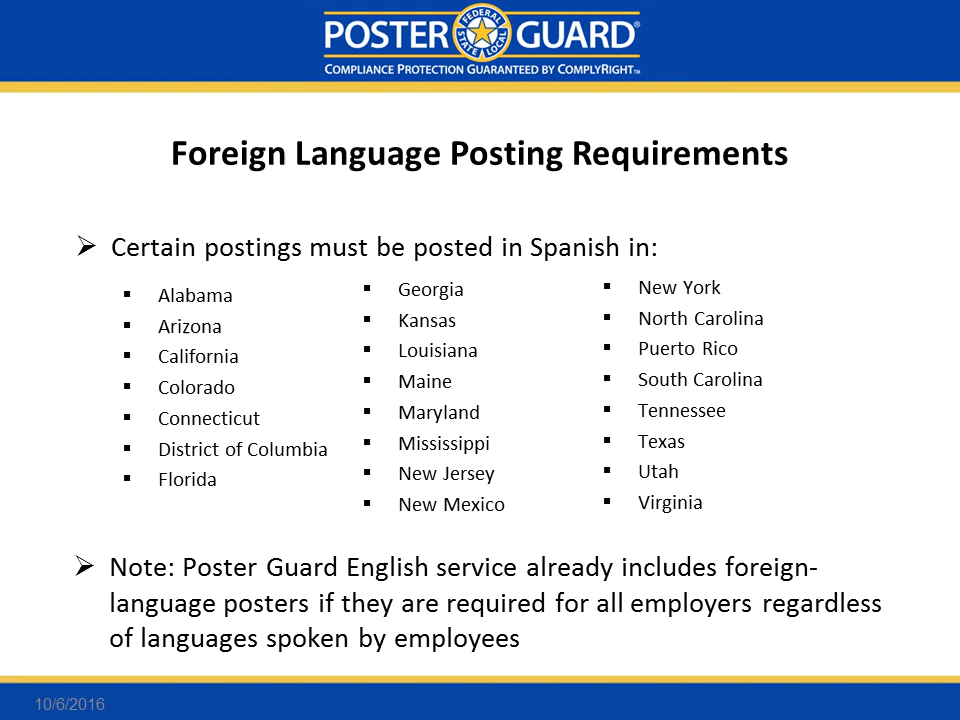 POSTER GUARD®
FEDERAL STATE LOCAL
COMPLIANCE PROTECTION GUARANTEED BY COMPLYRIGHT™
Foreign Language Posting Requirements
➢ Certain postings must be posted in Spanish in:
▪ Alabama
▪ Arizona
▪ California
▪ Colorado
▪ Connecticut
▪ District of Columbia
▪ Florida
▪ Georgia
▪ Kansas
▪ Louisiana
▪ Maine
▪ Maryland
▪ Mississippi
▪ New Jersey
▪ New Mexico
▪ New York
▪ North Carolina
▪ Puerto Rico
▪ South Carolina
▪ Tennessee
▪ Texas
▪ Utah
▪ Virginia
➢ Note: Poster Guard English service already includes foreign-
language posters if they are required for all employers regardless
of languages spoken by employees
10/6/2016